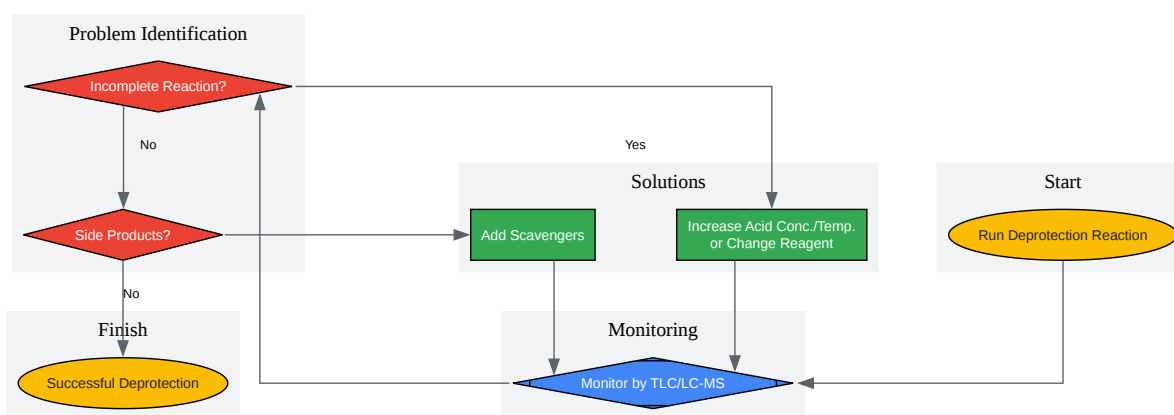 Problem Identification
Incomplete Reaction?
No
Yes
Solutions
Start
Side Products?
Add Scavengers
Increase Acid Conc./Temp.
or Change Reagent
Run Deprotection Reaction
No
Finish
Monitoring
Successful Deprotection
Monitor by TLC/LC-MS